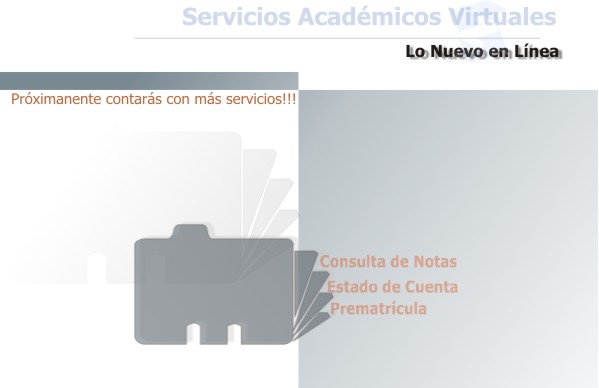 Servicios Académicos Virtuales
Lo Nuevo en Línea
Próximanente contarás con más servicios!!!
Consulta de Notas
Estado de Cuenta
Prematrícula